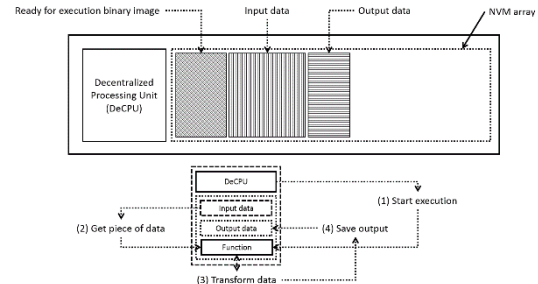 Ready for execution binary image
Input data
Output data
NVM array
Decentralized
Processing Unit
(DeCPU)
DeCPU
(1) Start execution
Input data
(2) Get piece of data
Output data
(4) Save output
Function
(3) Transform data